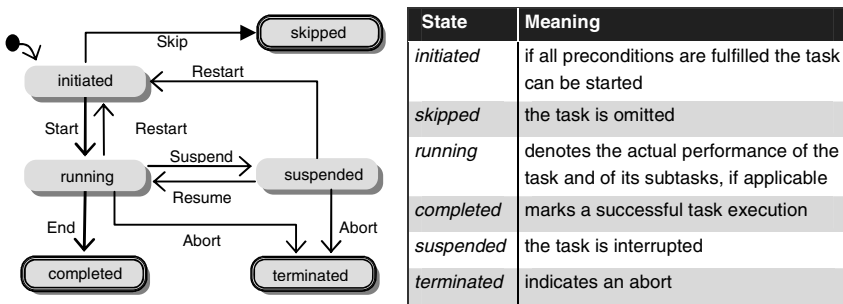 skipped
Skip
initiated
Restart
Start
Restart
running
Suspend
suspended
Resume
End
Abort
Abort
completed
terminated
State Meaning
initiated if all preconditions are fulfilled the task
can be started
skipped the task is omitted
running denotes the actual performance of the
task and of its subtasks, if applicable
completed marks a successful task execution
suspended the task is interrupted
terminated indicates an abort